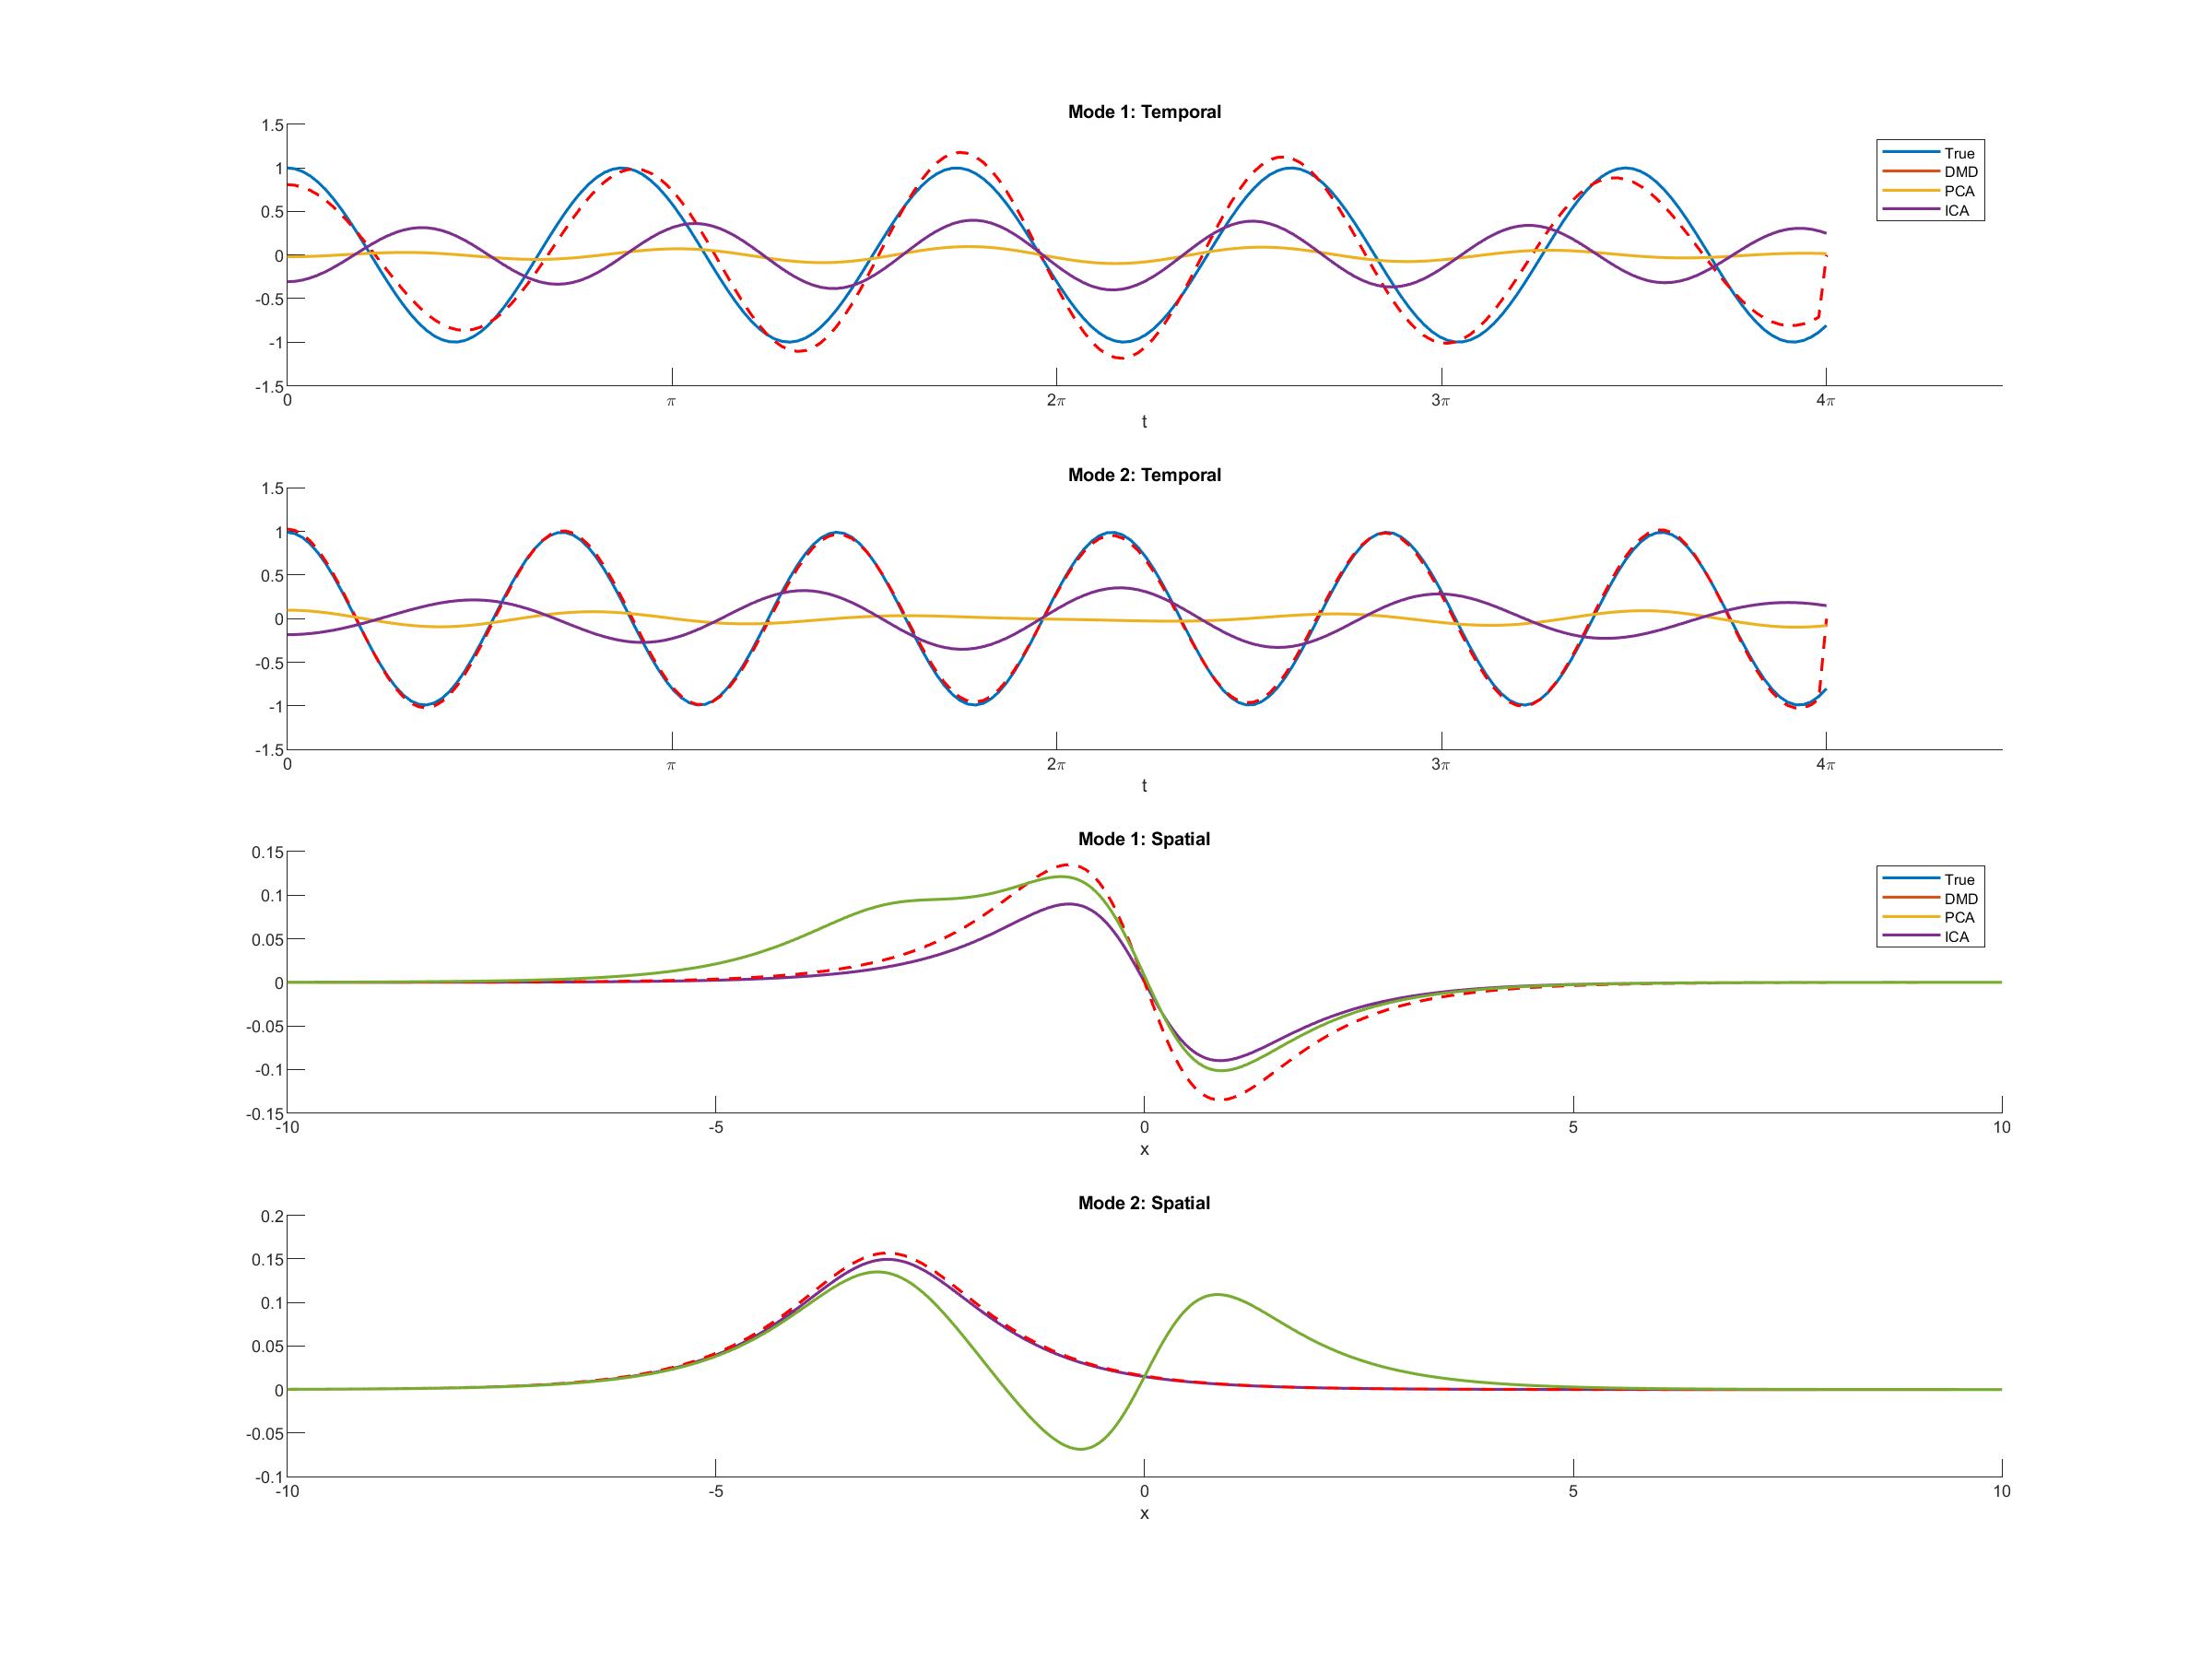 Mode 1: Temporal
1.5
1
0.5
0
-0.5
-1
-1.5
0
π
2π
3π
4π
t
True
DMD
PCA
ICA
Mode 2: Temporal
1.5
1
0.5
0
-0.5
-1
-1.5
0
π
2π
3π
4π
t
Mode 1: Spatial
0.15
0.1
0.05
0
-0.05
-0.1
-0.15
-10
-5
0
5
10
x
True
DMD
PCA
ICA
Mode 2: Spatial
0.2
0.15
0.1
0.05
0
-0.05
-0.1
-10
-5
0
5
10
x